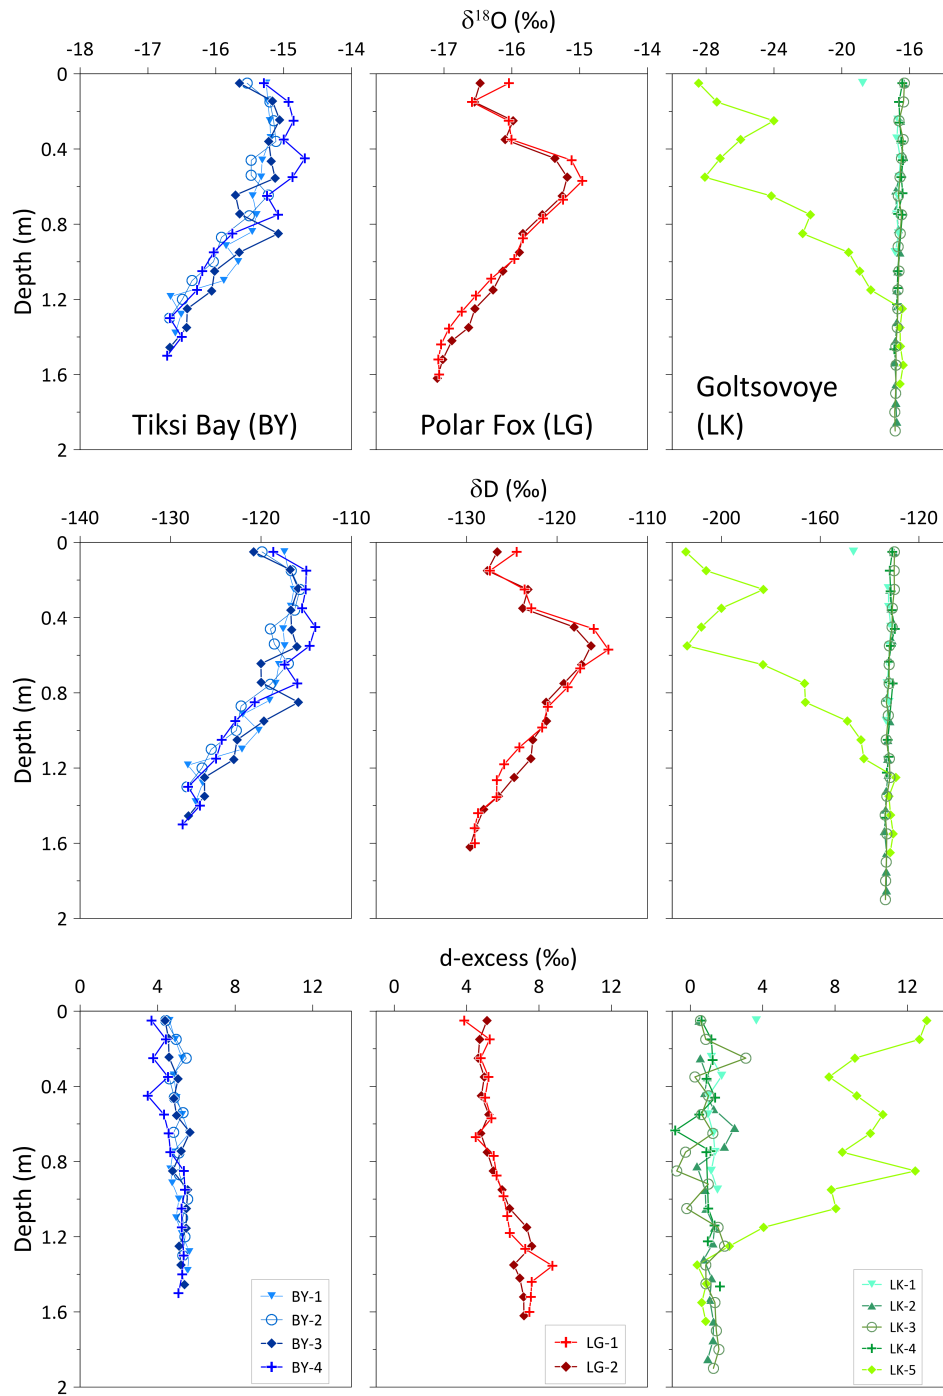 δ¹⁸O (‰)
-18 -17 -16 -15 -14 -17 -16 -15 -14 -28 -24 -20 -16
0
0.4
0.8
1.2
1.6
2
Depth (m)
Tiksi Bay (BY) Polar Fox (LG) Goltsovoye
(LK)
δD (‰)
-140 -130 -120 -110 -130 -120 -110 -200 -160 -120
0
0.4
0.8
1.2
1.6
2
Depth (m)
d-excess (‰)
0 4 8 12 0 4 8 12 0 4 8 12
0
0.4
0.8
1.2
1.6
2
Depth (m)
BY-1
BY-2
BY-3
BY-4
LG-1
LG-2
LK-1
LK-2
LK-3
LK-4
LK-5